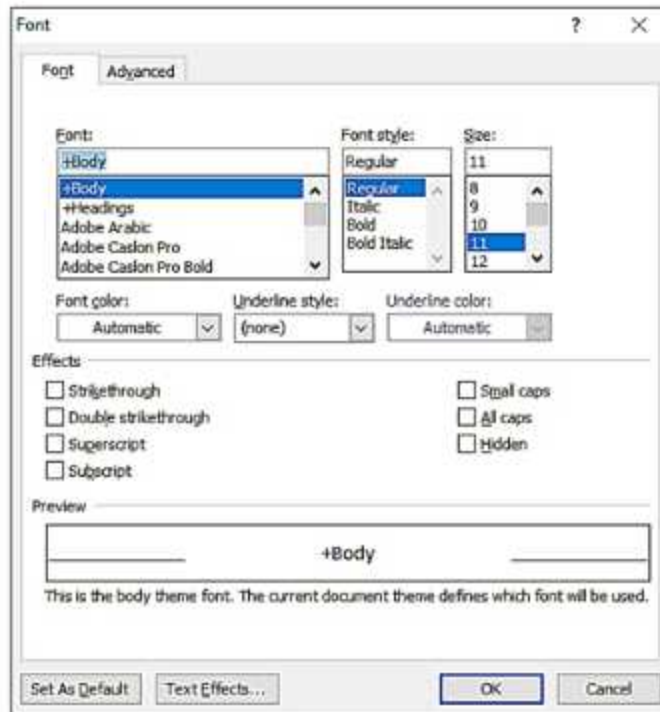 Font ?
Font Advanced
Font: Font style: Size:
+Body Regular 11
+Body Regular 8
+Headings Italic 9
Adobe Arabic Bold 10
Adobe Caslon Pro Bold Italic 11
Adobe Caslon Pro Bold 12
Font color: Underline style: Underline color:
Automatic (none) Automatic
Effects
Strikethrough Small caps
Double strikethrough All caps
Superscript Hidden
Subscript
Preview
+Body
This is the body theme font. The current document theme defines which font will be used.
Set As Default Text Effects... OK Cancel